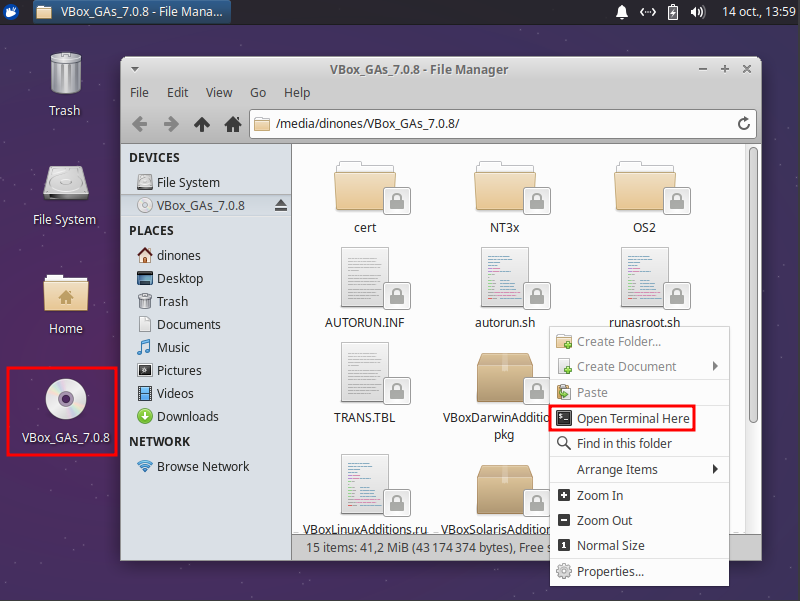 VBox_GAs_7.0.8 - File Mana...
14 oct., 13:59
Trash
File System
Home
VBox_GAs_7.0.8
VBox_GAs_7.0.8 - File Manager
File Edit View Go Help
/media/dinones/VBox_GAs_7.0.8/
DEVICES
File System
VBox_GAs_7.0.8
PLACES
dinones
Desktop
Trash
Documents
Music
Pictures
Videos
Downloads
NETWORK
Browse Network
cert
NT3x
OS2
AUTORUN.INF
autorun.sh
runasroot.sh
TRANS.TBL
VBoxDarwinAdditio
pkg
VBoxLinuxAdditions.ru
VBoxSolarisAddition
15 items: 41,2 MiB (43 174 374 bytes), Free s
Create Folder...
Create Document
Paste
Open Terminal Here
Find in this folder
Arrange Items
Zoom In
Zoom Out
Normal Size
Properties...